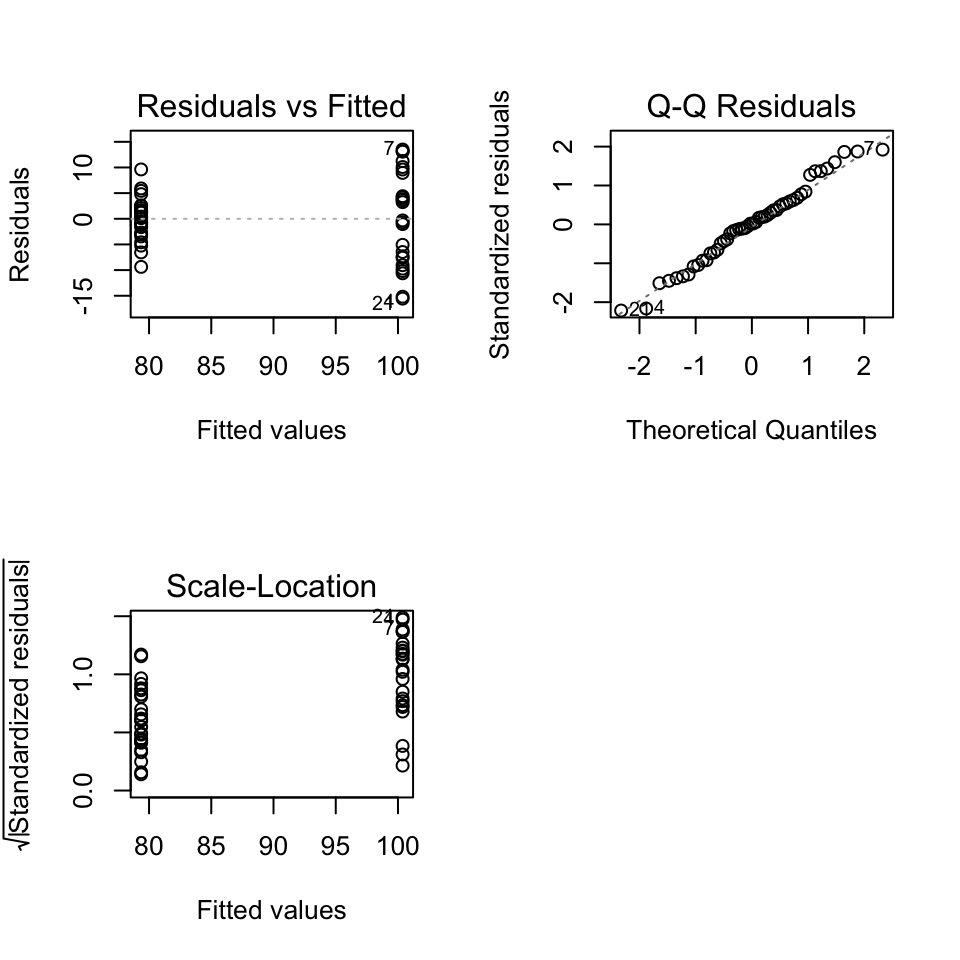 Residuals vs Fitted
Residuals
10
0
-15
7
24
80 85 90 95 100
Fitted values
Q-Q Residuals
Standardized residuals
2
1
0
-2
7
2 4
-2 -1 0 1 2
Theoretical Quantiles
Scale-Location
√|Standardized residuals|
1.0
0.0
7
80 85 90 95 100
Fitted values